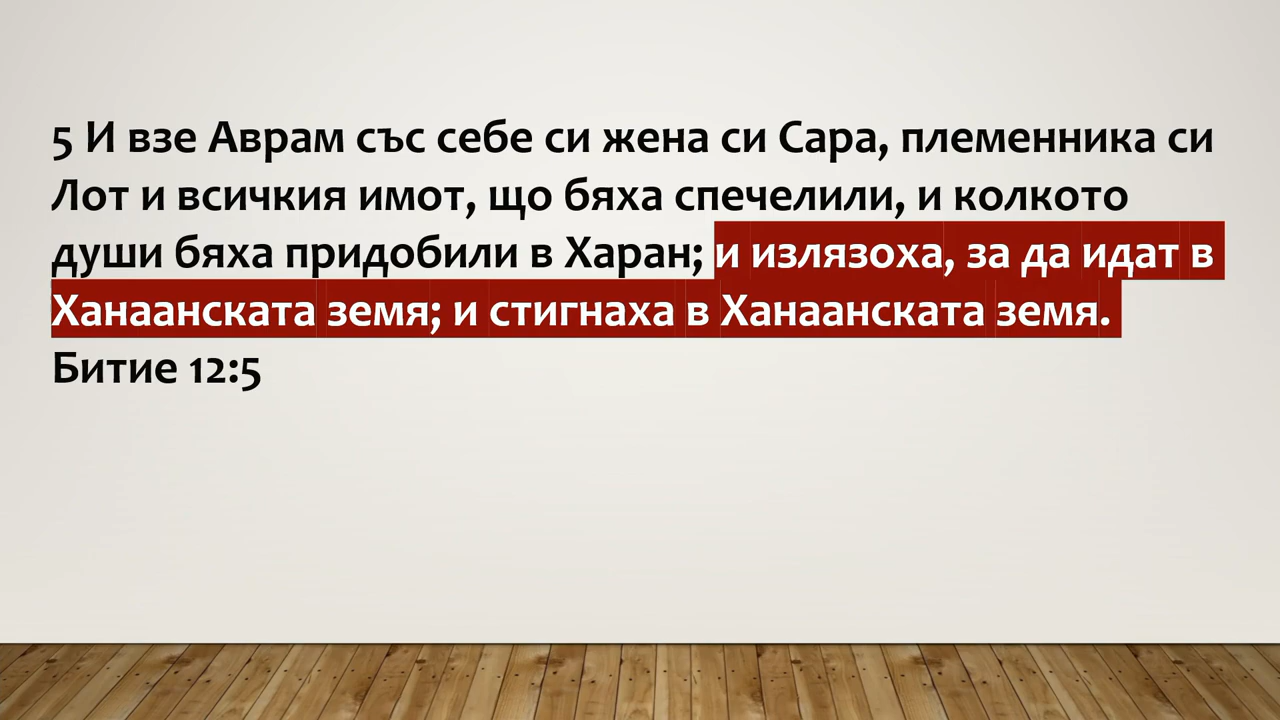 5 И взе Аврам със себе си жена си Сара, племенника си
Лот и всичкия имот, що бяха спечелили, и колкото
души бяха придобили в Харан; и излязоха, за да идат в
Ханаанската земя; и стигнаха в Ханаанската земя.
Битие 12:5